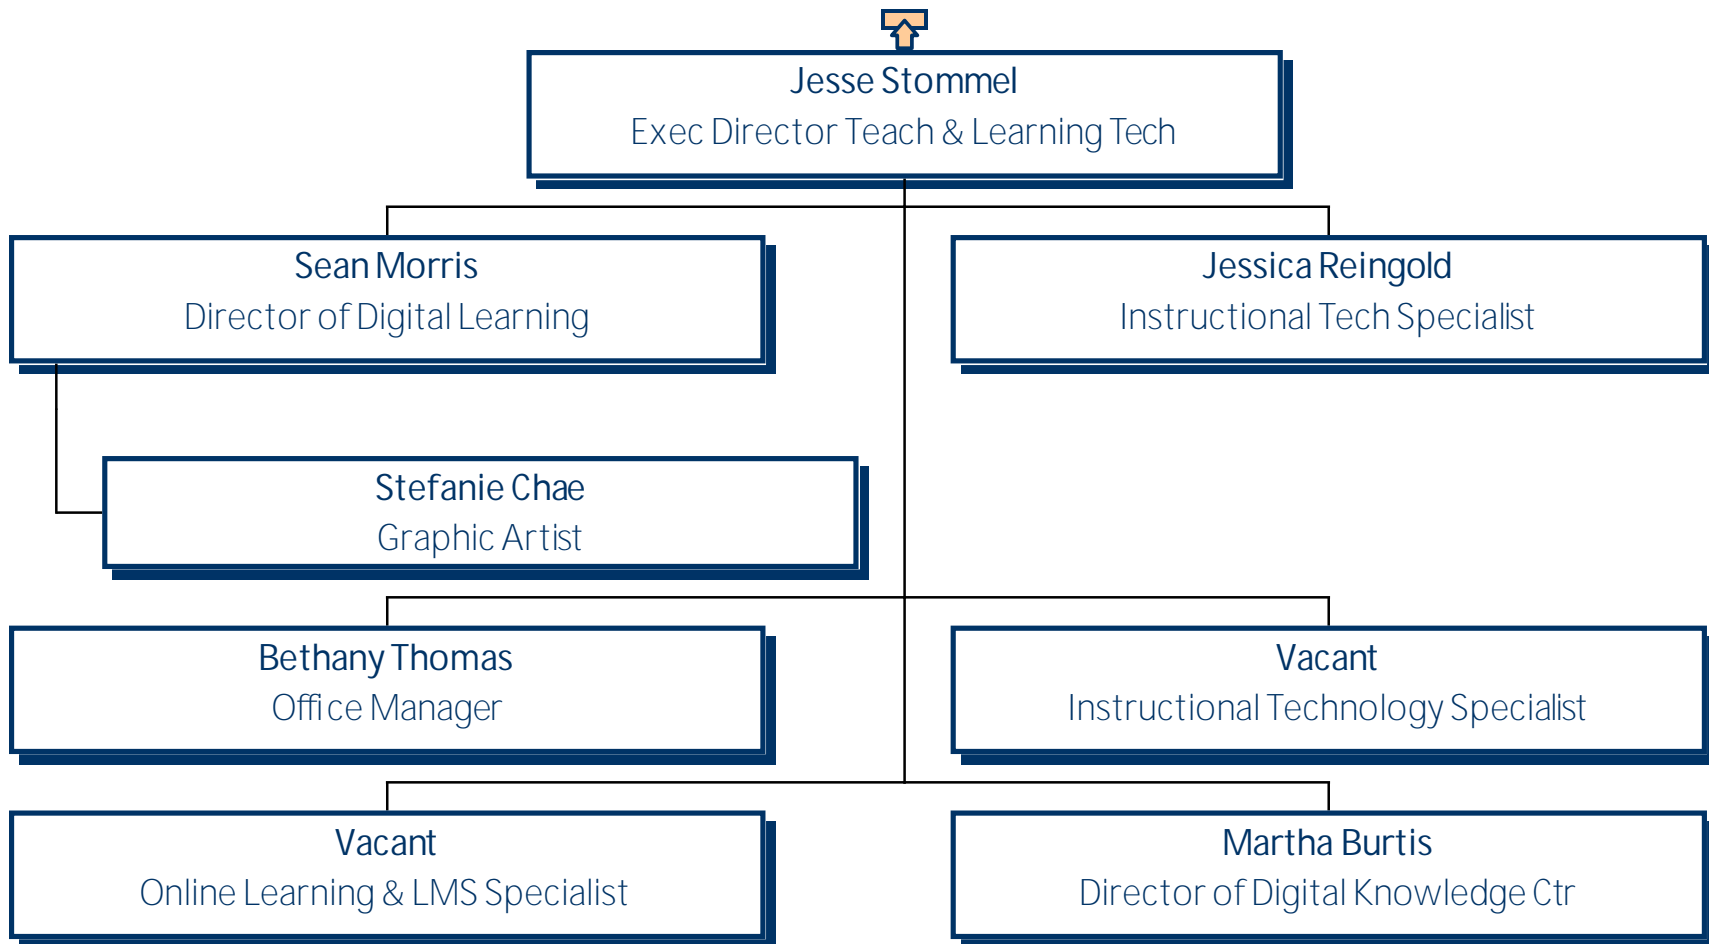 Jesse Stommel
Exec Director Teach & Learning Tech
Sean Morris
Director of Digital Learning
Jessica Reingold
Instructional Tech Specialist
Stefanie Chae
Graphic Artist
Bethany Thomas
Office Manager
Vacant
Instructional Technology Specialist
Vacant
Online Learning & LMS Specialist
Martha Burtis
Director of Digital Knowledge Ctr